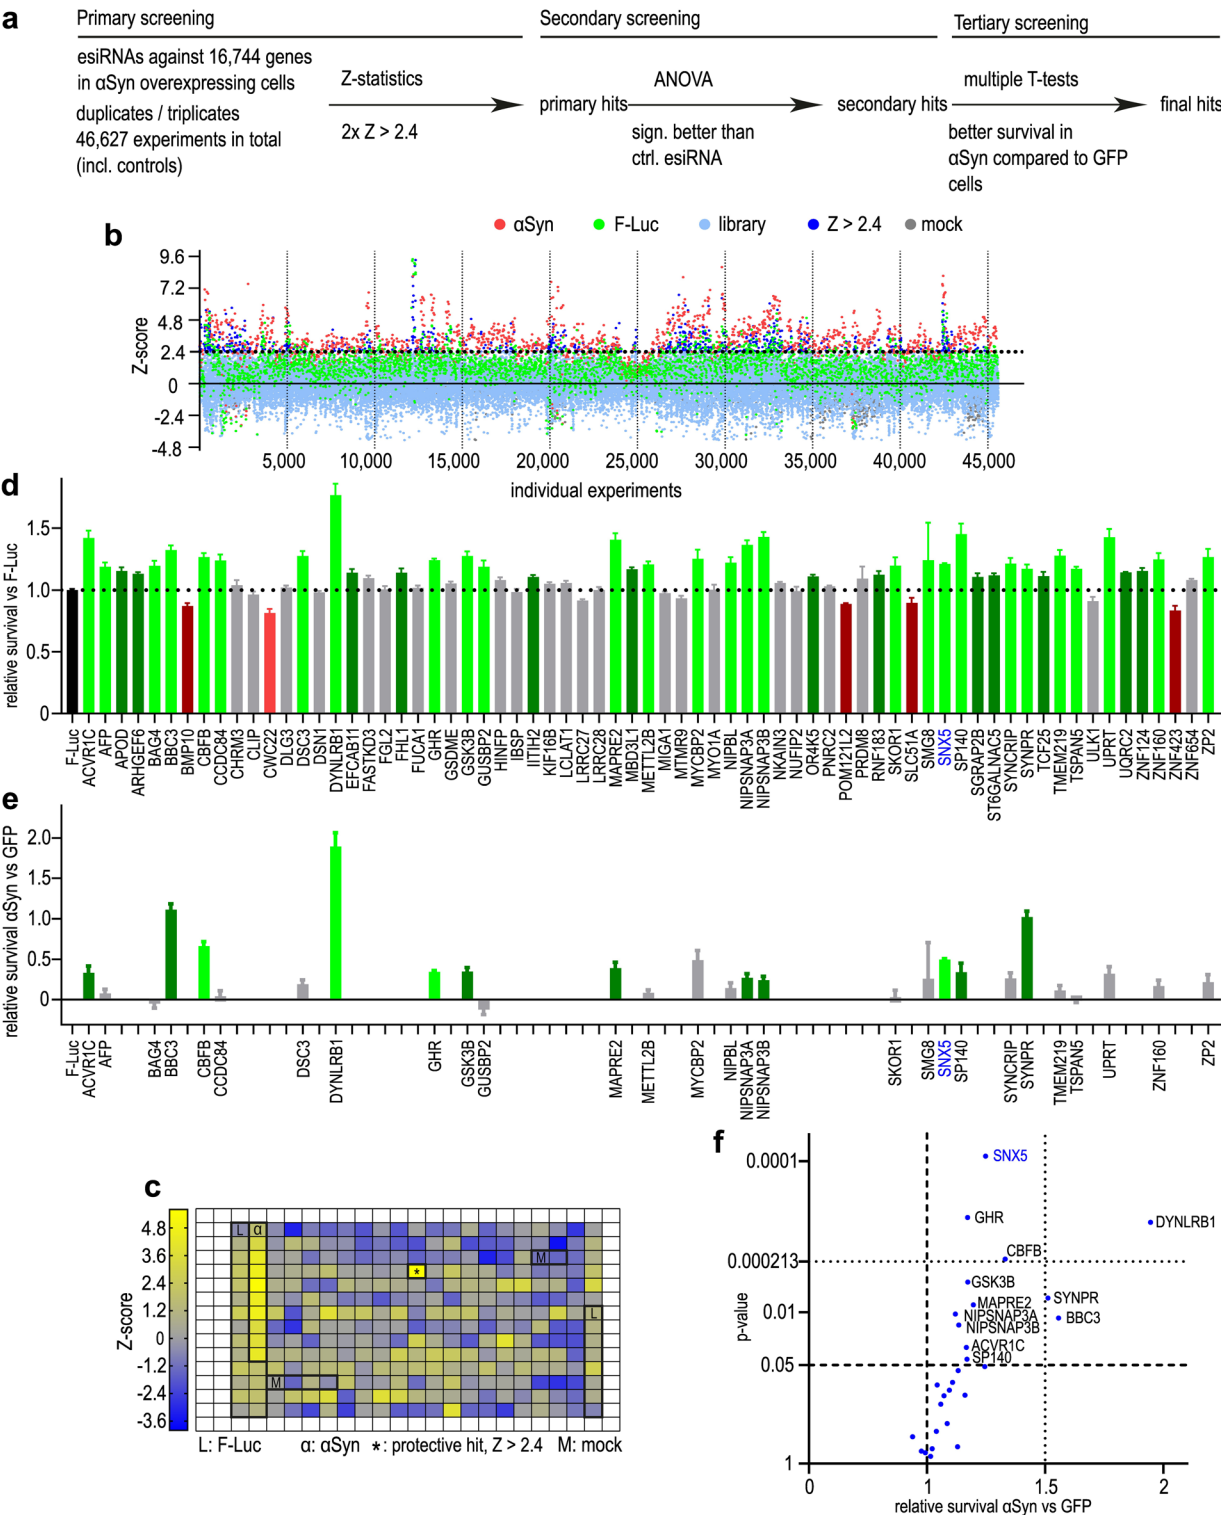 a
Primary screening
Secondary screening
Tertiary screening
esiRNAs against 16,744 genes
in αSyn overexpressing cells
duplicates / triplicates
46,627 experiments in total
(incl. controls)
Z-statistics
2x Z > 2.4
primary hits
ANOVA
sign. better than
ctrl. esiRNA
secondary hits
multiple T-tests
better survival in
αSyn compared to GFP
cells
final hits
b
αSyn
F-Luc
library
Z > 2.4
mock
Z-score
9.6
7.2
4.8
2.4
0
-2.4
-4.8
5,000
10,000
15,000
20,000
25,000
30,000
35,000
40,000
45,000
individual experiments
d
relative survival vs F-Luc
1.5
1.0
0.5
0
F-Luc
ACVR1C
AFP
APOD
ARHGEF6
BAG4
BBC3
BMP10
CBFB
CCDC84
CHRM3
CLIP
CWC22
DLG3
DSC3
DSN1
DYNLRB1
EFCAB11
FASTKD3
FGL2
FHL1
FUCA1
GHR
GSDME
GSK3B
GUSBP2
HINFP
IBSP
IITIH2
KIF16B
LCLAT1
LRRC27
LRRC28
MAPRE2
MBD3L1
METTL2B
MIGA1
MTMR9
MYCBP2
MYO1A
NIPBL
NIPSNAP3A
NIPSNAP3B
NKAIN3
NUFIP2
OR4K5
PNRC2
POM121L2
PRDM8
RNF183
SKOR1
SLC51A
SMG8
SNX5
SP140
SGRAP2B
ST6GALNAC5
SYNCRIP
SYNPR
TCF25
TMEM219
TSPAN5
ULK1
UPRT
UQRC2
ZNF124
ZNF160
ZNF423
ZNF654
ZP2
e
relative survival αSyn vs GFP
2.0
1.5
1.0
0.5
0
F-Luc
ACVR1C
AFP
BAG4
BBC3
CBFB
CCDC84
DSC3
DYNLRB1
GHR
GSK3B
GUSBP2
MAPRE2
METTL2B
MYCBP2
NIPBL
NIPSNAP3A
NIPSNAP3B
SKOR1
SMG8
SNX5
SP140
SYNCRIP
SYNPR
TMEM219
TSPAN5
UPRT
ZNF160
ZP2
c
Z-score
4.8
3.6
2.4
1.2
0
-1.2
-2.4
-3.6
L
α
M
*
L
M
L: F-Luc
α: αSyn
*: protective hit, Z > 2.4
M: mock
f
p-value
0.0001
0.000213
0.01
0.05
1
SNX5
GHR
DYNLRB1
CBFB
GSK3B
SYNPR
MAPRE2
NIPSNAP3A
BBC3
NIPSNAP3B
ACVR1C
SP140
0
1
1.5
2
relative survival αSyn vs GFP